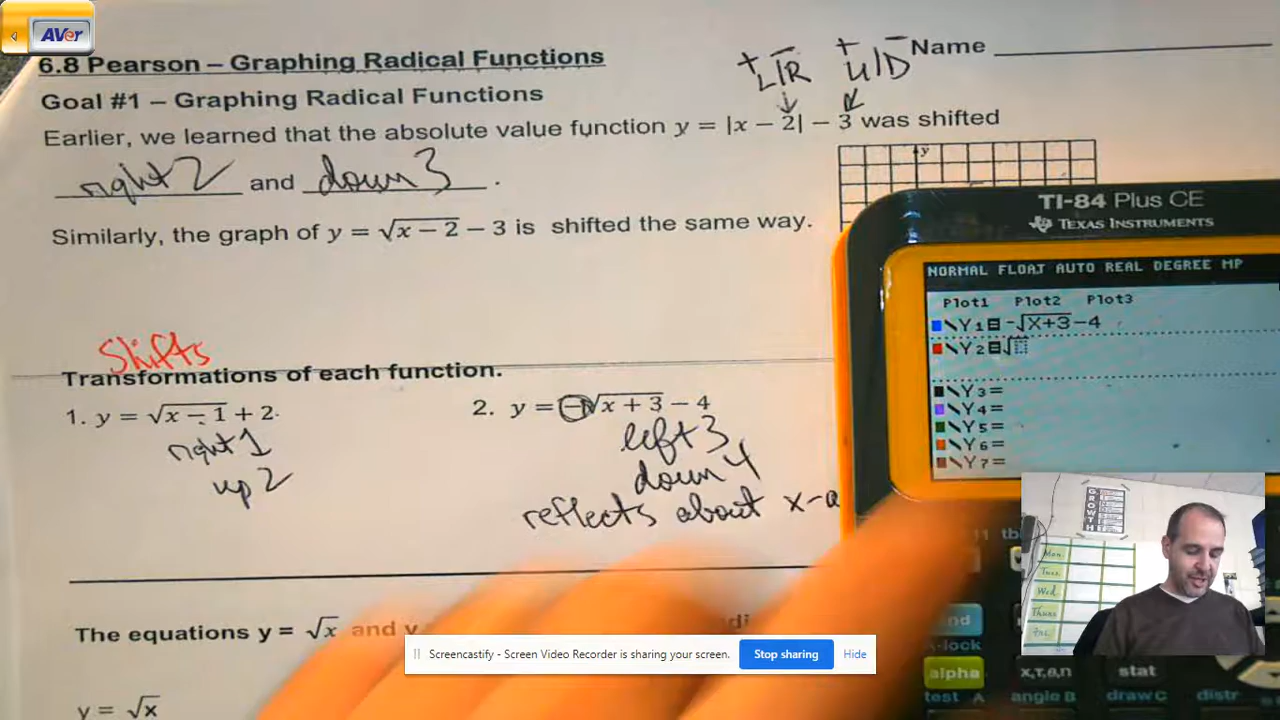 AVer
6.8 Pearson – Graphing Radical Functions
Name
+ L/R − + U/D −
Goal #1 – Graphing Radical Functions
Earlier, we learned that the absolute value function y = |x − 2| − 3 was shifted
right 2 and down 3.
y
Similarly, the graph of y = √x − 2 − 3 is shifted the same way.
Shifts
Transformations of each function.
1. y = √x − 1 + 2
right 1
up 2
2. y = −√x + 3 − 4
left 3
down 4
reflects about x-a
The equations y = √x and
y = √x
TI-84 Plus CE
TEXAS INSTRUMENTS
NORMAL FLOAT AUTO REAL DEGREE MP
Plot1 Plot2 Plot3
\Y1=-√X+3-4
\Y2=√
\Y3=
\Y4=
\Y5=
\Y6=
\Y7=
A-lock
alpha
X,T,θ,n
stat
test A
angle B
draw C
distr
GROWTH
Mon
Tues
Wed
Thurs
Fri.
Screencastify - Screen Video Recorder is sharing your screen.
Stop sharing
Hide